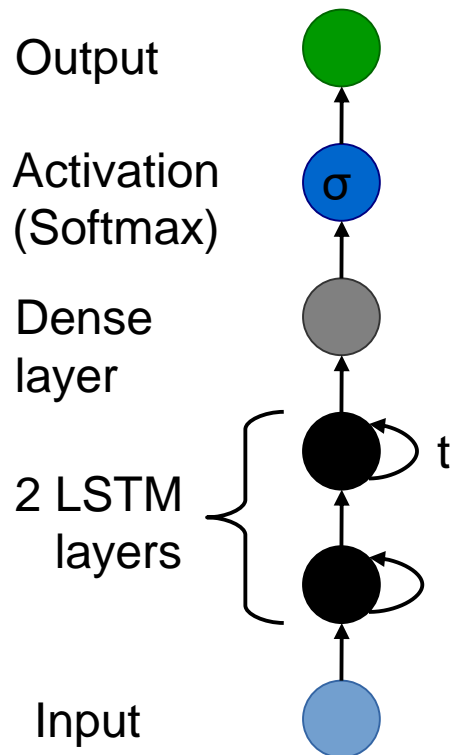 Output
Activation
(Softmax)
σ
Dense
layer
t
2 LSTM
layers
Input